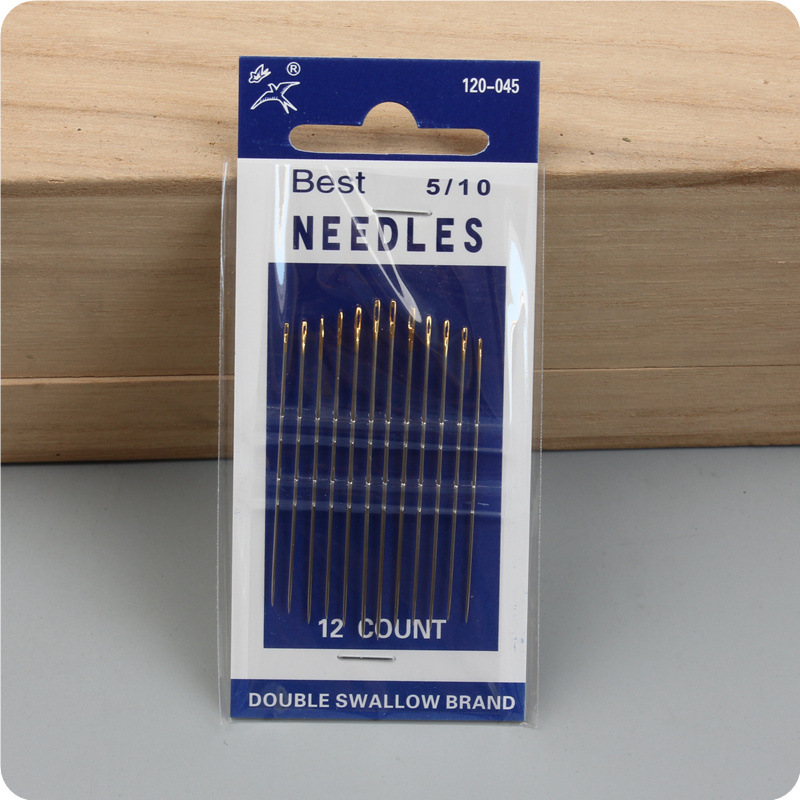 ®
120-045
Best 5/10
NEEDLES
12 COUNT
DOUBLE SWALLOW BRAND